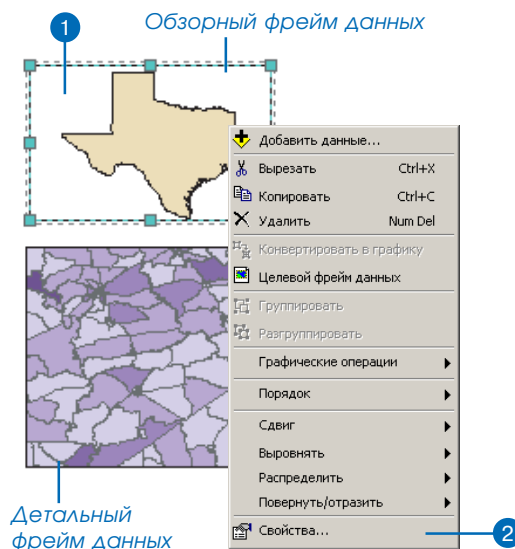 1
Обзорный фрейм данных
Добавить данные...
Вырезать Ctrl+X
Копировать Ctrl+C
Удалить Num Del
Конвертировать в графику
Целевой фрейм данных
Группировать
Разгруппировать
Графические операции
Порядок
Сдвиг
Выровнять
Распределить
Повернуть/отразить
Свойства...
2
Детальный
фрейм данных